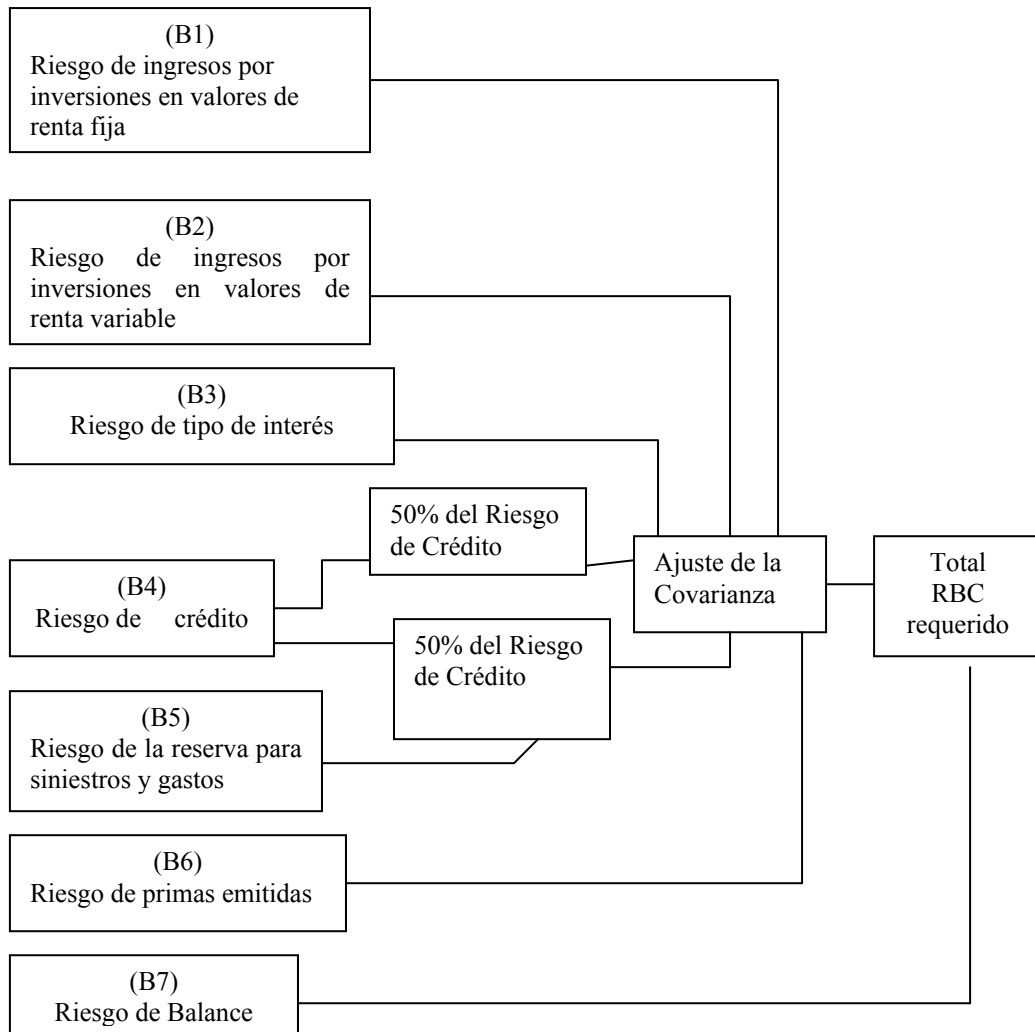 (B1)
Riesgo de ingresos por
inversiones en valores de
renta fija
(B2)
Riesgo de ingresos por
inversiones en valores de
renta variable
(B3)
Riesgo de tipo de interés
50% del Riesgo
de Crédito
(B4)
Riesgo de crédito
50% del Riesgo
de Crédito
Ajuste de la
Covarianza
Total
RBC
requerido
(B5)
Riesgo de la reserva para
siniestros y gastos
(B6)
Riesgo de primas emitidas
(B7)
Riesgo de Balance